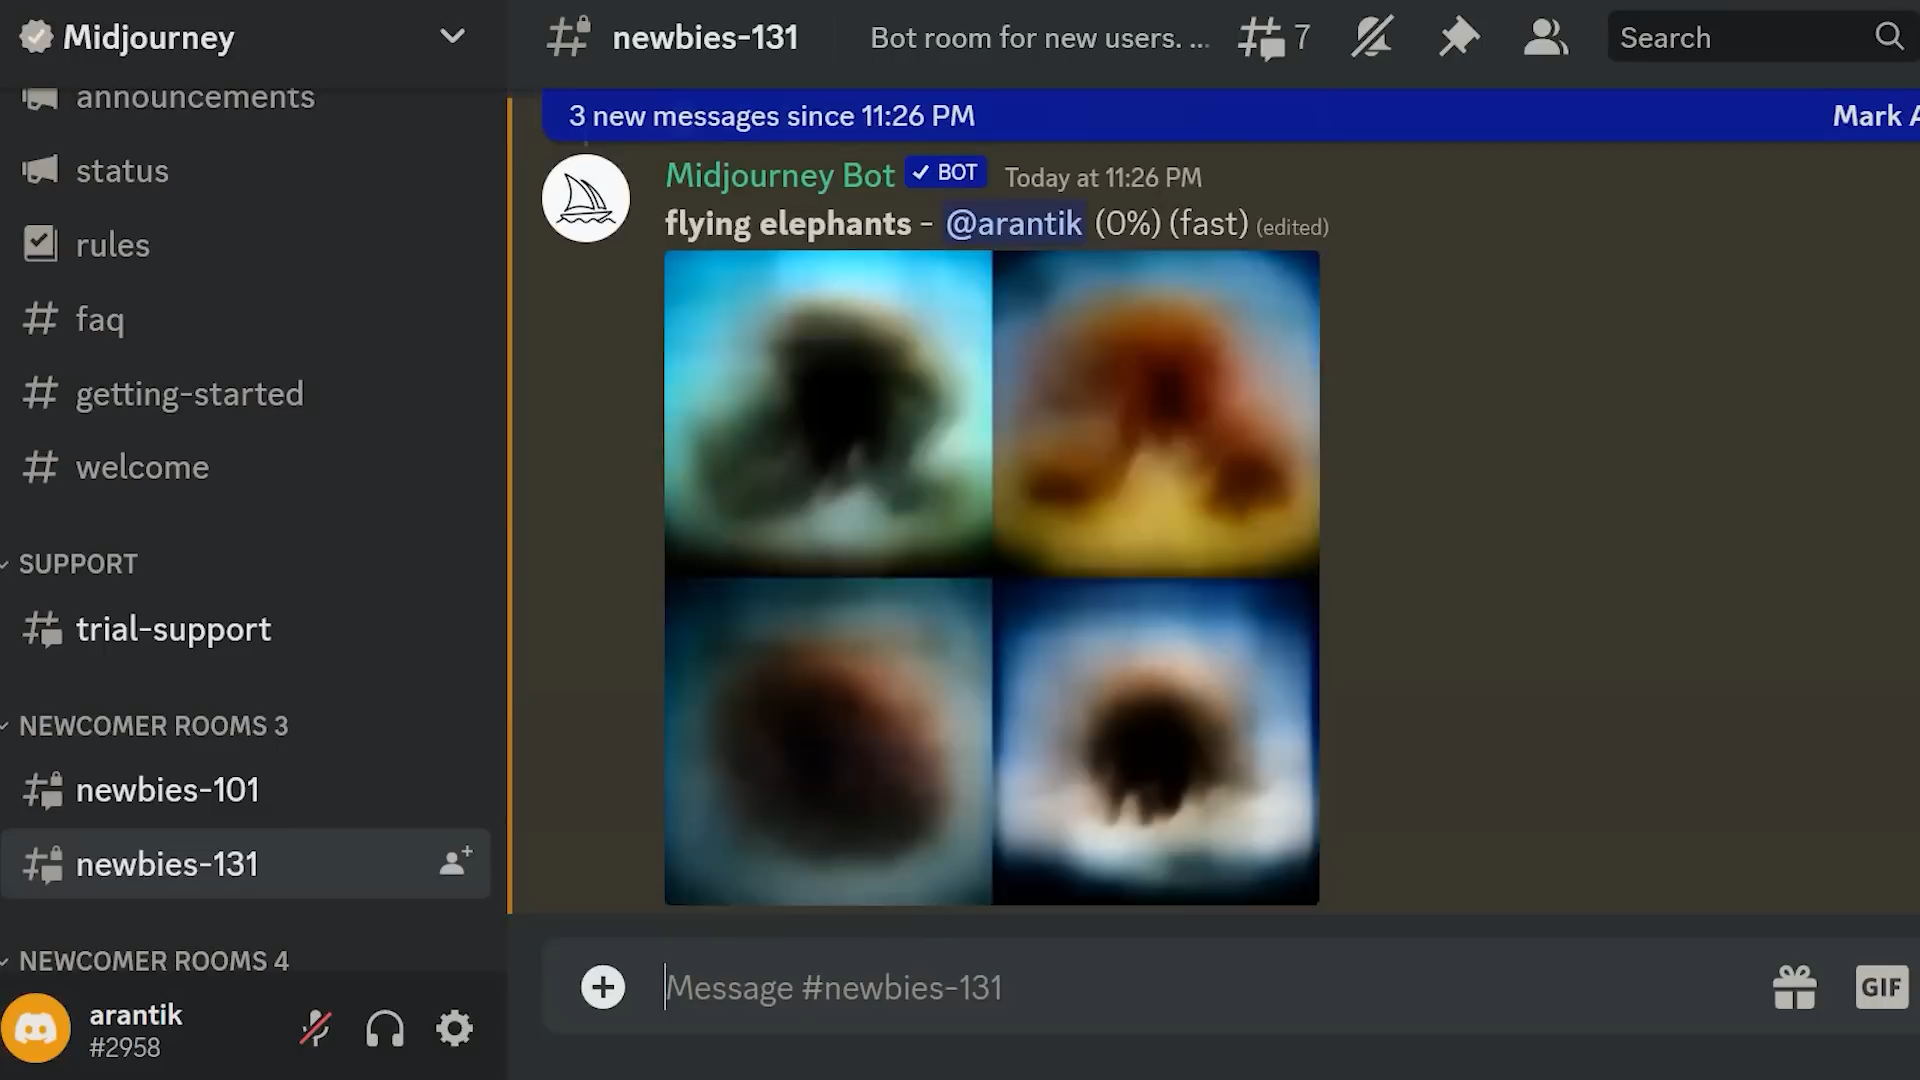 Midjourney
announcements
status
rules
faq
getting-started
welcome
SUPPORT
trial-support
NEWCOMER ROOMS 3
newbies-101
newbies-131
NEWCOMER ROOMS 4
arantik
#2958
newbies-131
Bot room for new users. ...
7
Search
3 new messages since 11:26 PM
Mark A
Midjourney Bot BOT Today at 11:26 PM
flying elephants - @arantik (0%) (fast) (edited)
Message #newbies-131
GIF